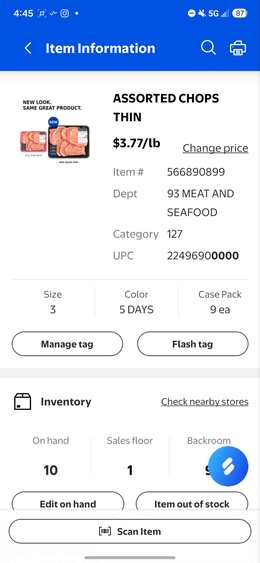 4:45
5G
87
Item Information
NEW LOOK.
SAME GREAT PRODUCT.
ASSORTED CHOPS
THIN
$3.77/lb
Change price
Item # 566890899
Dept 93 MEAT AND
SEAFOOD
Category 127
UPC 22496900000
Size Color Case Pack
3 5 DAYS 9 ea
Manage tag Flash tag
Inventory Check nearby stores
On hand Sales floor Backroom
10 1
Edit on hand Item out of stock
Scan Item